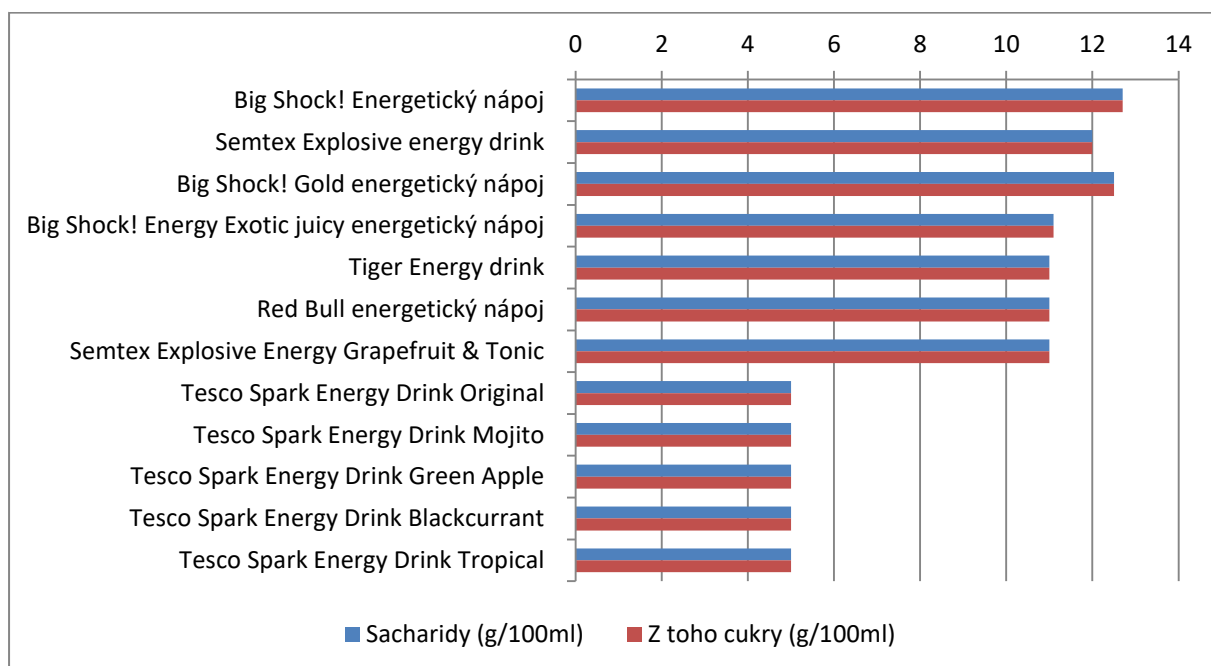 0 2 4 6 8 10 12 14
Big Shock! Energetický nápoj
Semtex Explosive energy drink
Big Shock! Gold energetický nápoj
Big Shock! Energy Exotic juicy energetický nápoj
Tiger Energy drink
Red Bull energetický nápoj
Semtex Explosive Energy Grapefruit & Tonic
Tesco Spark Energy Drink Original
Tesco Spark Energy Drink Mojito
Tesco Spark Energy Drink Green Apple
Tesco Spark Energy Drink Blackcurrant
Tesco Spark Energy Drink Tropical
Sacharidy (g/100ml) Z toho cukry (g/100ml)